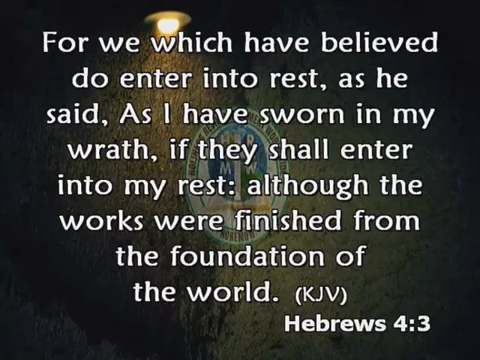 For we which have believed
do enter into rest, as he
said, As I have sworn in my
wrath, if they shall enter
into my rest: although the
works were finished from
the foundation of
the world. (KJV)
Hebrews 4:3